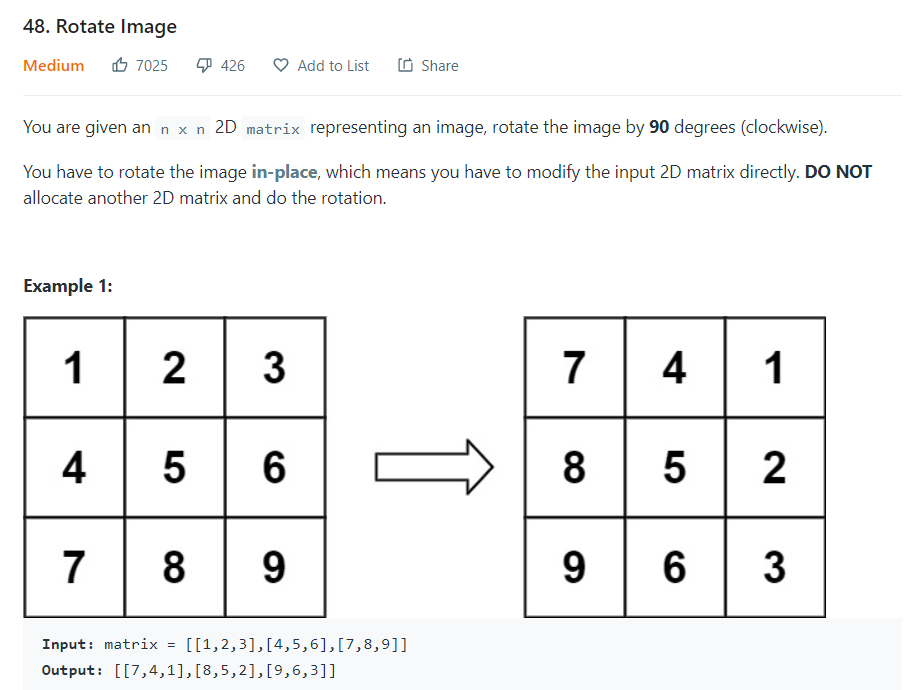 48. Rotate Image
Medium 7025 426 Add to List Share
You are given an n x n 2D matrix representing an image, rotate the image by 90 degrees (clockwise).
You have to rotate the image in-place, which means you have to modify the input 2D matrix directly. DO NOT
allocate another 2D matrix and do the rotation.
Example 1:
1 2 3 7 4 1
4 5 6 8 5 2
7 8 9 9 6 3
Input: matrix = [[1,2,3],[4,5,6],[7,8,9]]
Output: [[7,4,1],[8,5,2],[9,6,3]]